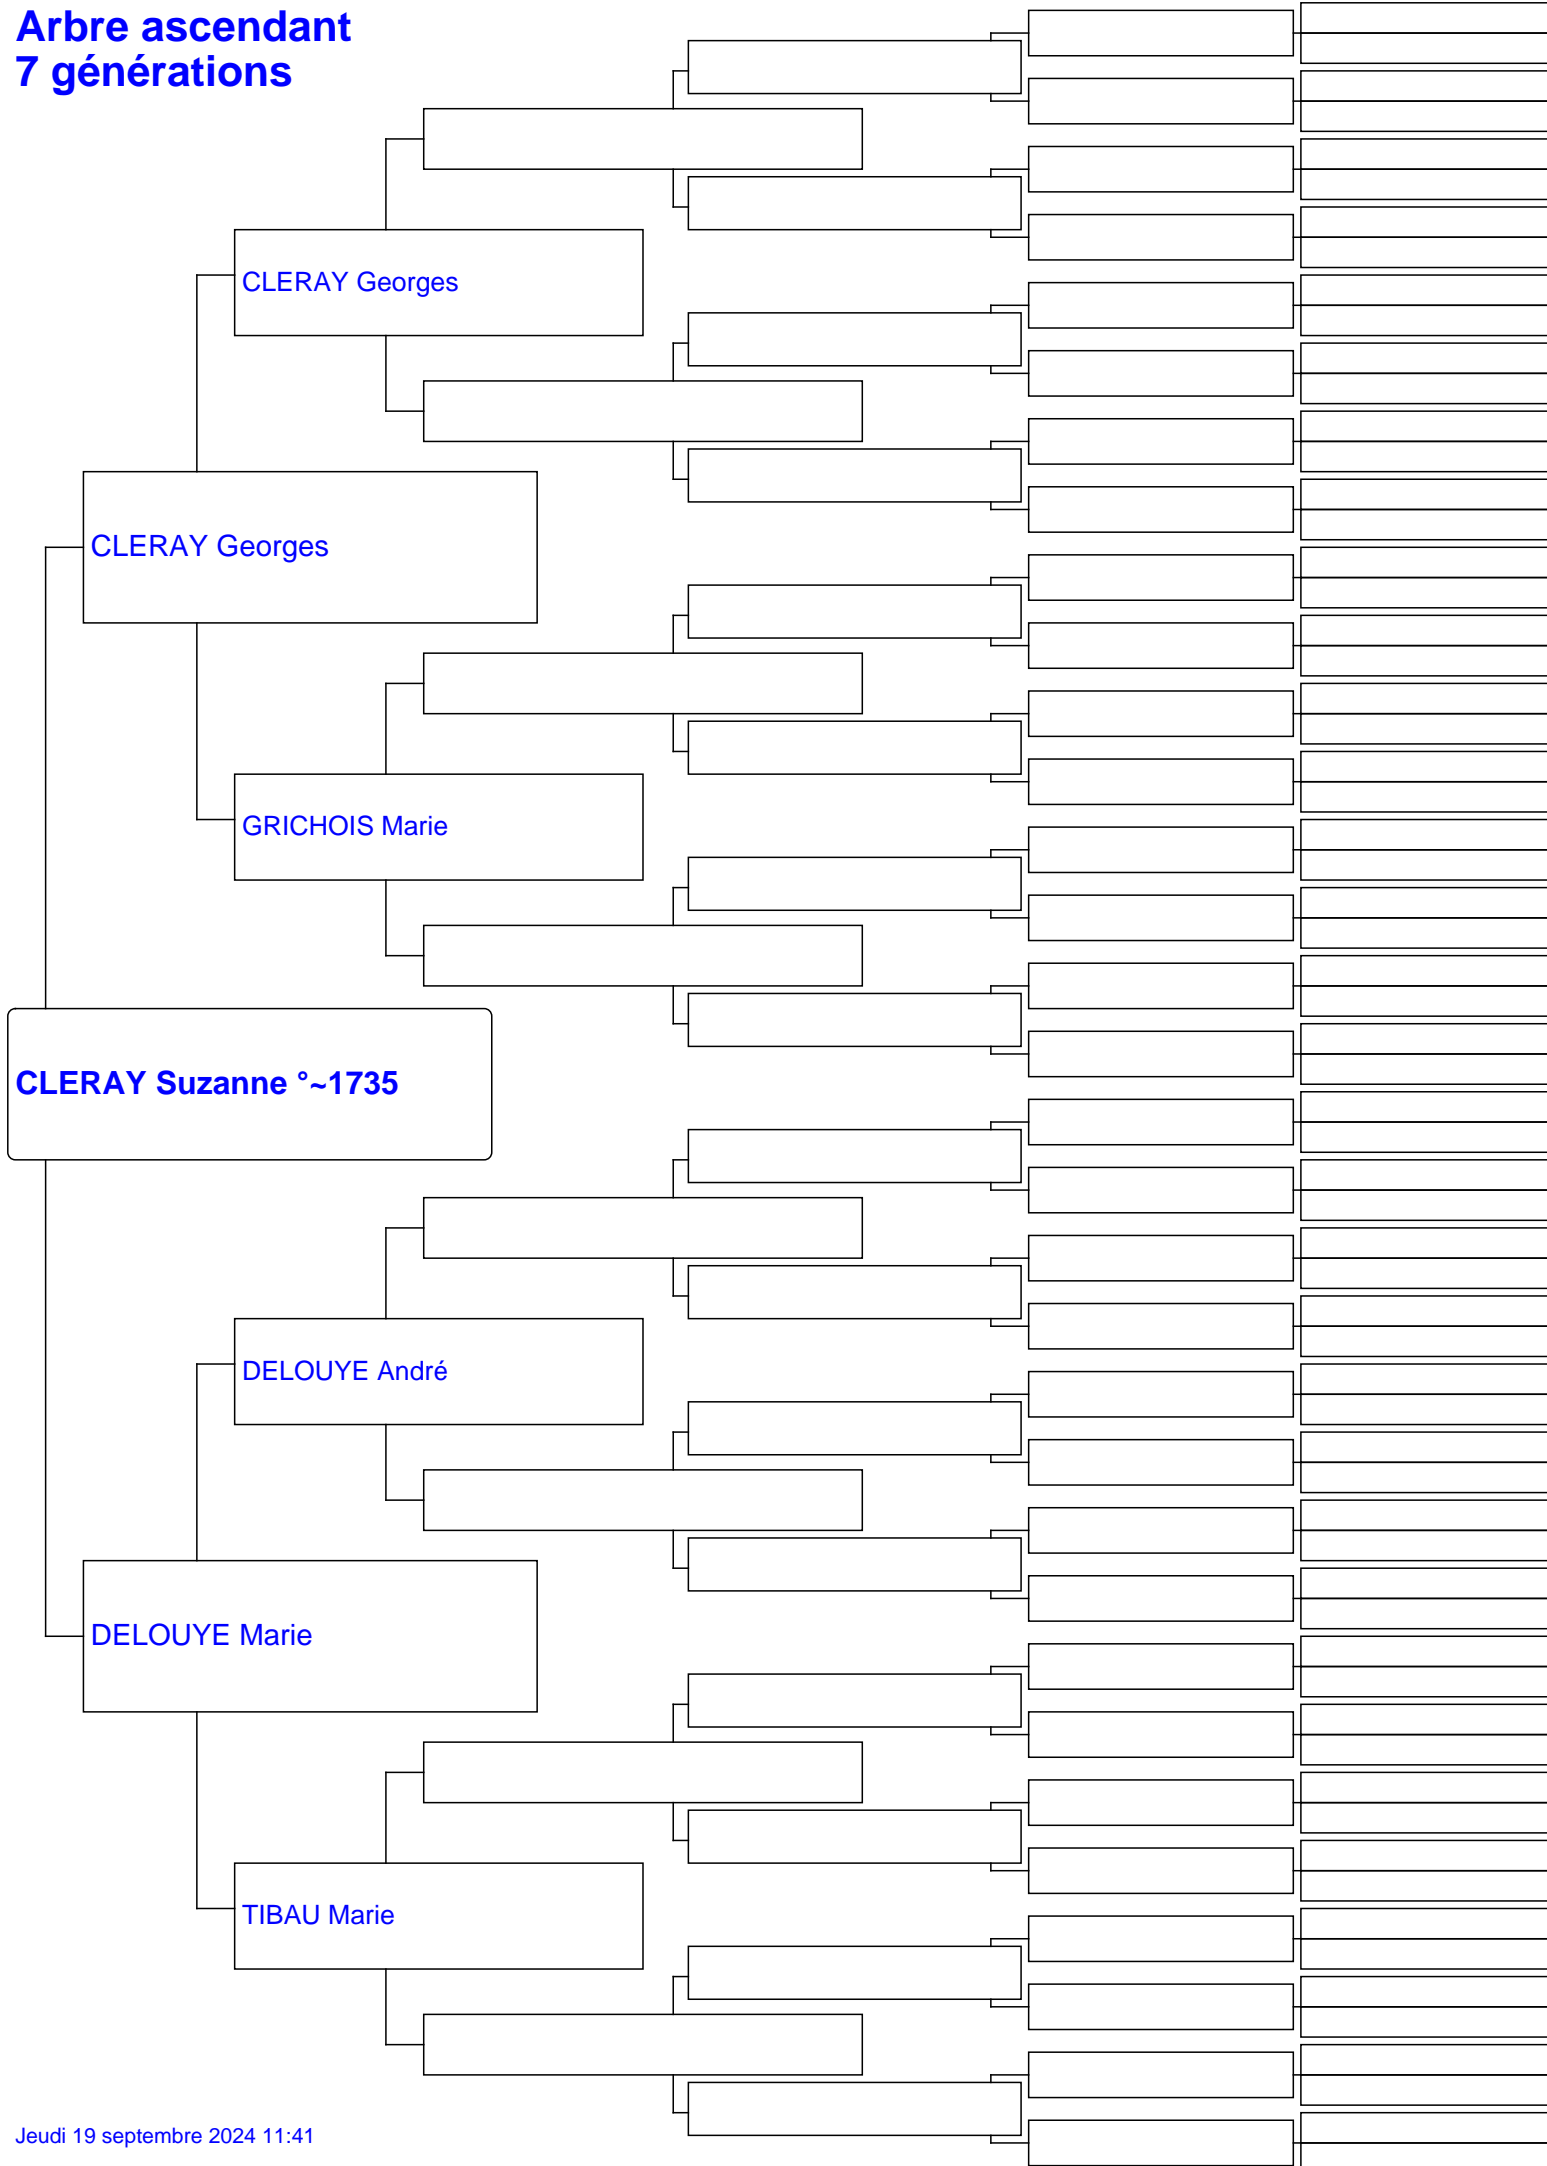 Arbre ascendant
7 générations
CLERAY Georges
CLERAY Georges
GRICHOIS Marie
CLERAY Suzanne °~1735
DELOUYE André
DELOUYE Marie
TIBAU Marie
Jeudi 19 septembre 2024 11:41